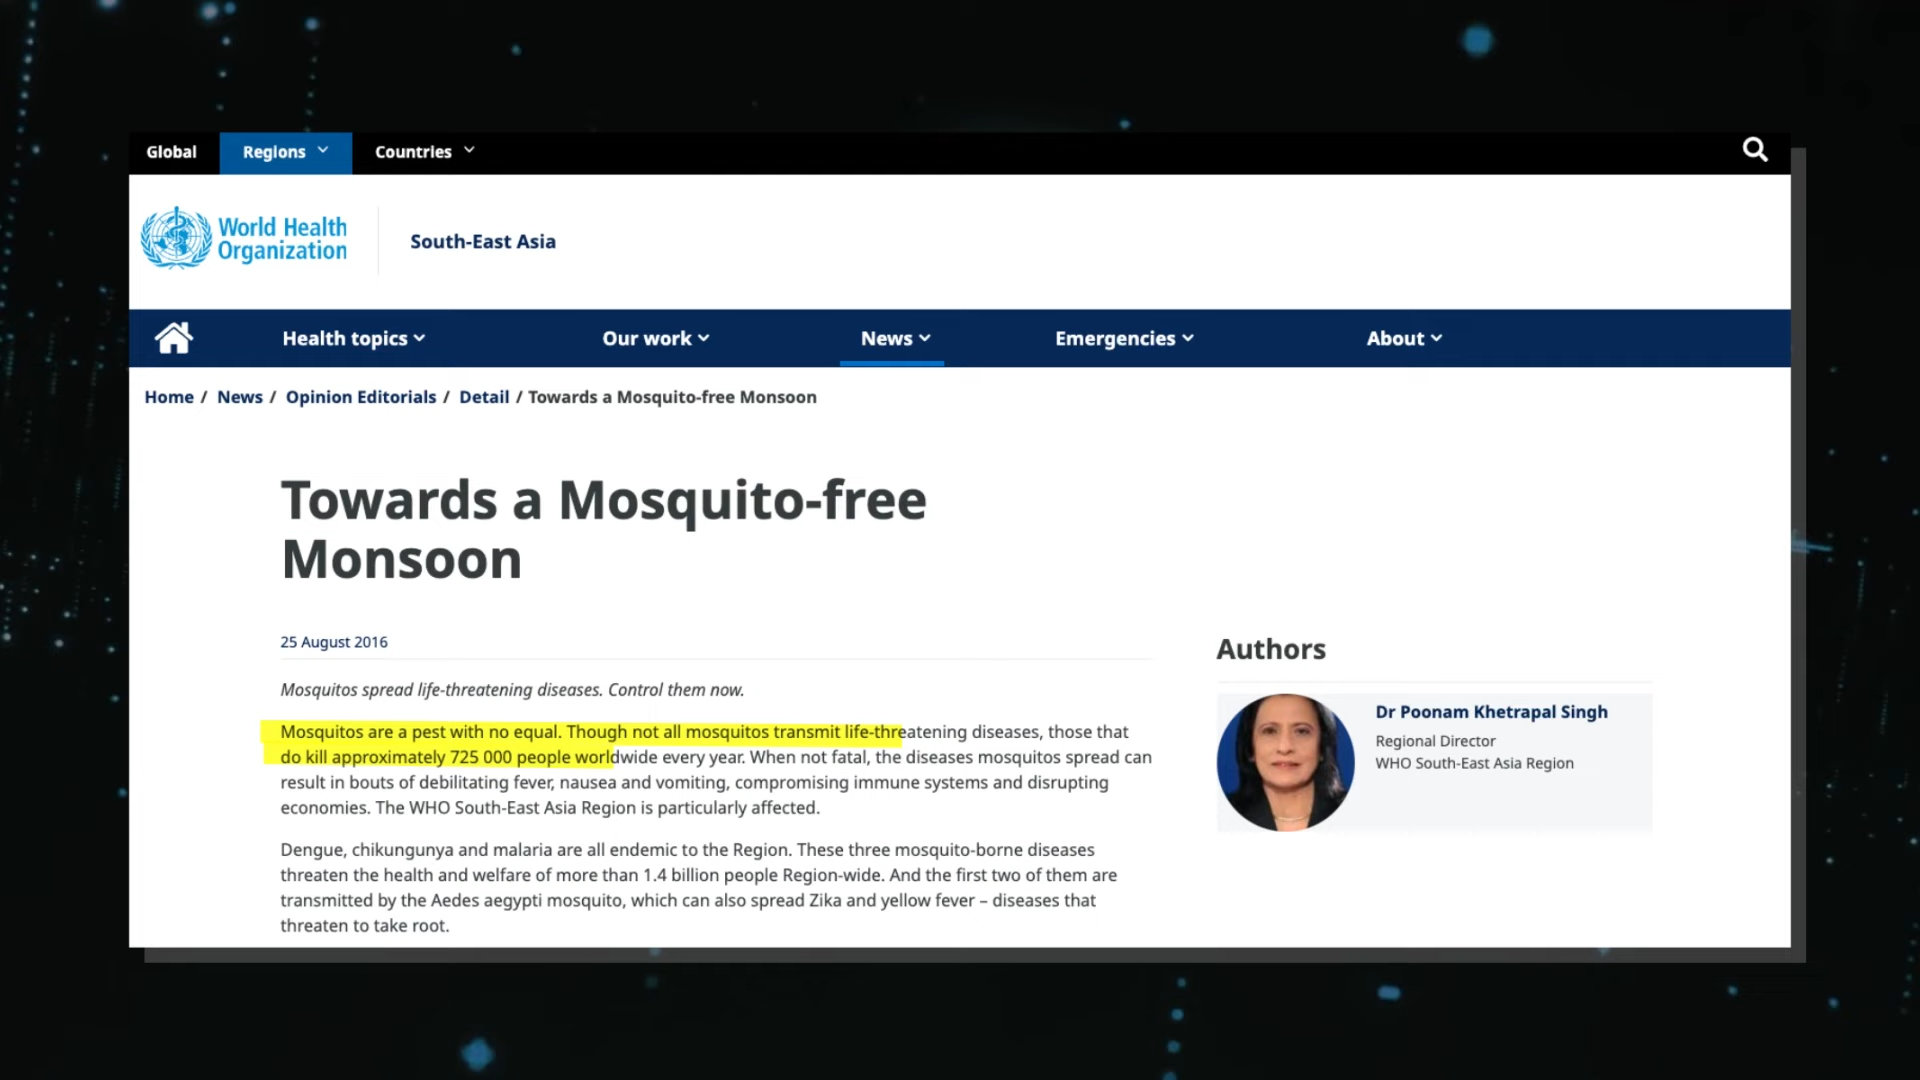 Global Regions Countries
World Health
Organization
South-East Asia
Health topics Our work News Emergencies About
Home / News / Opinion Editorials / Detail / Towards a Mosquito-free Monsoon
Towards a Mosquito-free
Monsoon
25 August 2016
Mosquitos spread life-threatening diseases. Control them now.
Mosquitos are a pest with no equal. Though not all mosquitos transmit life-threatening diseases, those that
do kill approximately 725 000 people worldwide every year. When not fatal, the diseases mosquitos spread can
result in bouts of debilitating fever, nausea and vomiting, compromising immune systems and disrupting
economies. The WHO South-East Asia Region is particularly affected.
Dengue, chikungunya and malaria are all endemic to the Region. These three mosquito-borne diseases
threaten the health and welfare of more than 1.4 billion people Region-wide. And the first two of them are
transmitted by the Aedes aegypti mosquito, which can also spread Zika and yellow fever – diseases that
threaten to take root.
Authors
Dr Poonam Khetrapal Singh
Regional Director
WHO South-East Asia Region